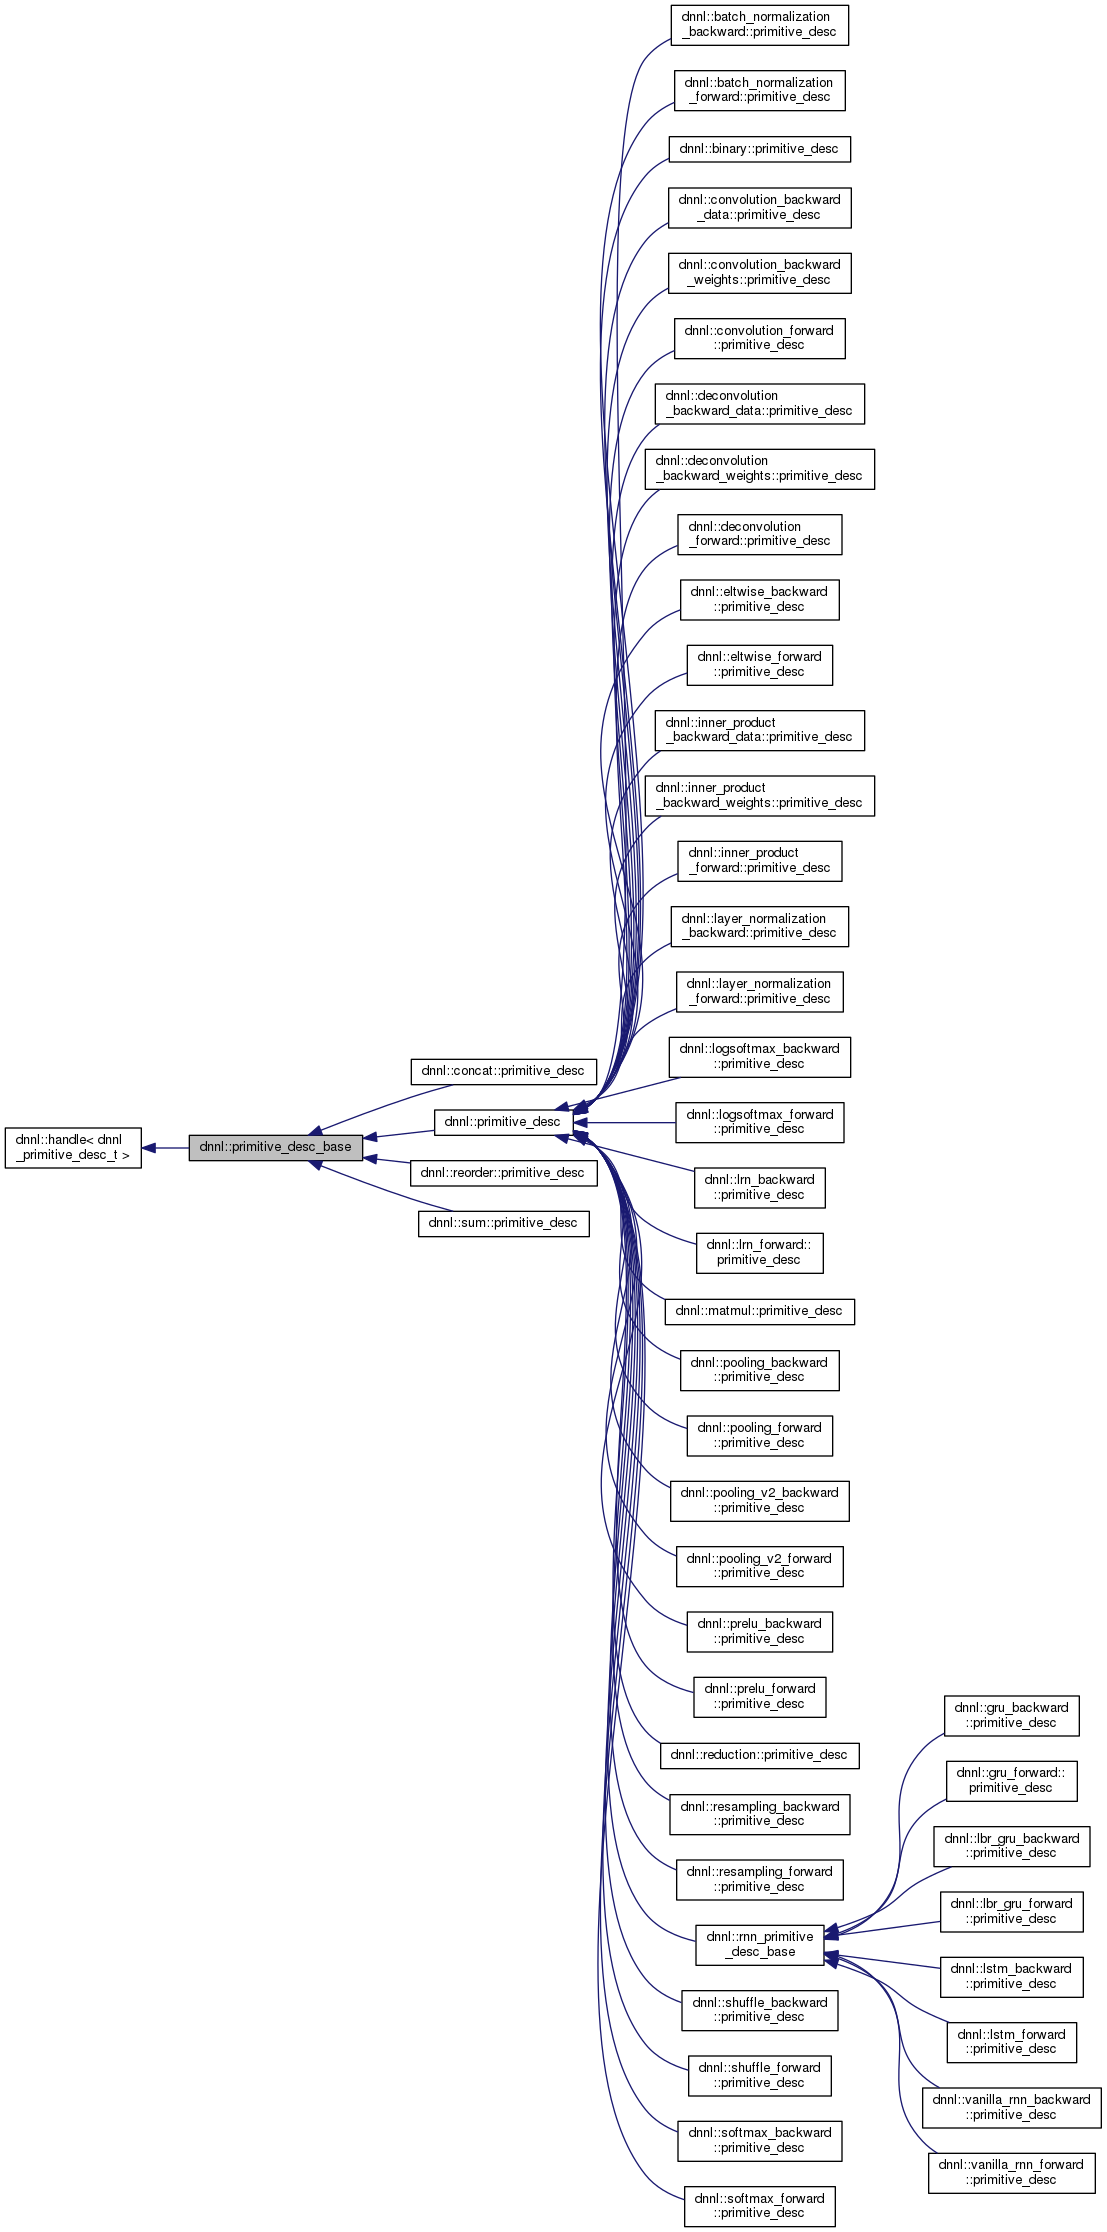 dnnl::batch_normalization
_backward::primitive_desc
dnnl::batch_normalization
_forward::primitive_desc
dnnl::binary::primitive_desc
dnnl::convolution_backward
_data::primitive_desc
dnnl::convolution_backward
_weights::primitive_desc
dnnl::convolution_forward
::primitive_desc
dnnl::deconvolution
_backward_data::primitive_desc
dnnl::deconvolution
_backward_weights::primitive_desc
dnnl::deconvolution
_forward::primitive_desc
dnnl::eltwise_backward
::primitive_desc
dnnl::eltwise_forward
::primitive_desc
dnnl::inner_product
_backward_data::primitive_desc
dnnl::inner_product
_backward_weights::primitive_desc
dnnl::inner_product
_forward::primitive_desc
dnnl::layer_normalization
_backward::primitive_desc
dnnl::layer_normalization
_forward::primitive_desc
dnnl::logsoftmax_backward
::primitive_desc
dnnl::concat::primitive_desc
dnnl::primitive_desc
dnnl::logsoftmax_forward
::primitive_desc
dnnl::handle< dnnl
_primitive_desc_t >
dnnl::primitive_desc_base
dnnl::reorder::primitive_desc
dnnl::sum::primitive_desc
dnnl::lrn_backward
::primitive_desc
dnnl::lrn_forward::
primitive_desc
dnnl::matmul::primitive_desc
dnnl::pooling_backward
::primitive_desc
dnnl::pooling_forward
::primitive_desc
dnnl::pooling_v2_backward
::primitive_desc
dnnl::pooling_v2_forward
::primitive_desc
dnnl::prelu_backward
::primitive_desc
dnnl::prelu_forward
::primitive_desc
dnnl::reduction::primitive_desc
dnnl::resampling_backward
::primitive_desc
dnnl::resampling_forward
::primitive_desc
dnnl::rnn_primitive
_desc_base
dnnl::shuffle_backward
::primitive_desc
dnnl::shuffle_forward
::primitive_desc
dnnl::softmax_backward
::primitive_desc
dnnl::softmax_forward
::primitive_desc
dnnl::gru_backward
::primitive_desc
dnnl::gru_forward::
primitive_desc
dnnl::lbr_gru_backward
::primitive_desc
dnnl::lbr_gru_forward
::primitive_desc
dnnl::lstm_backward
::primitive_desc
dnnl::lstm_forward
::primitive_desc
dnnl::vanilla_rnn_backward
::primitive_desc
dnnl::vanilla_rnn_forward
::primitive_desc